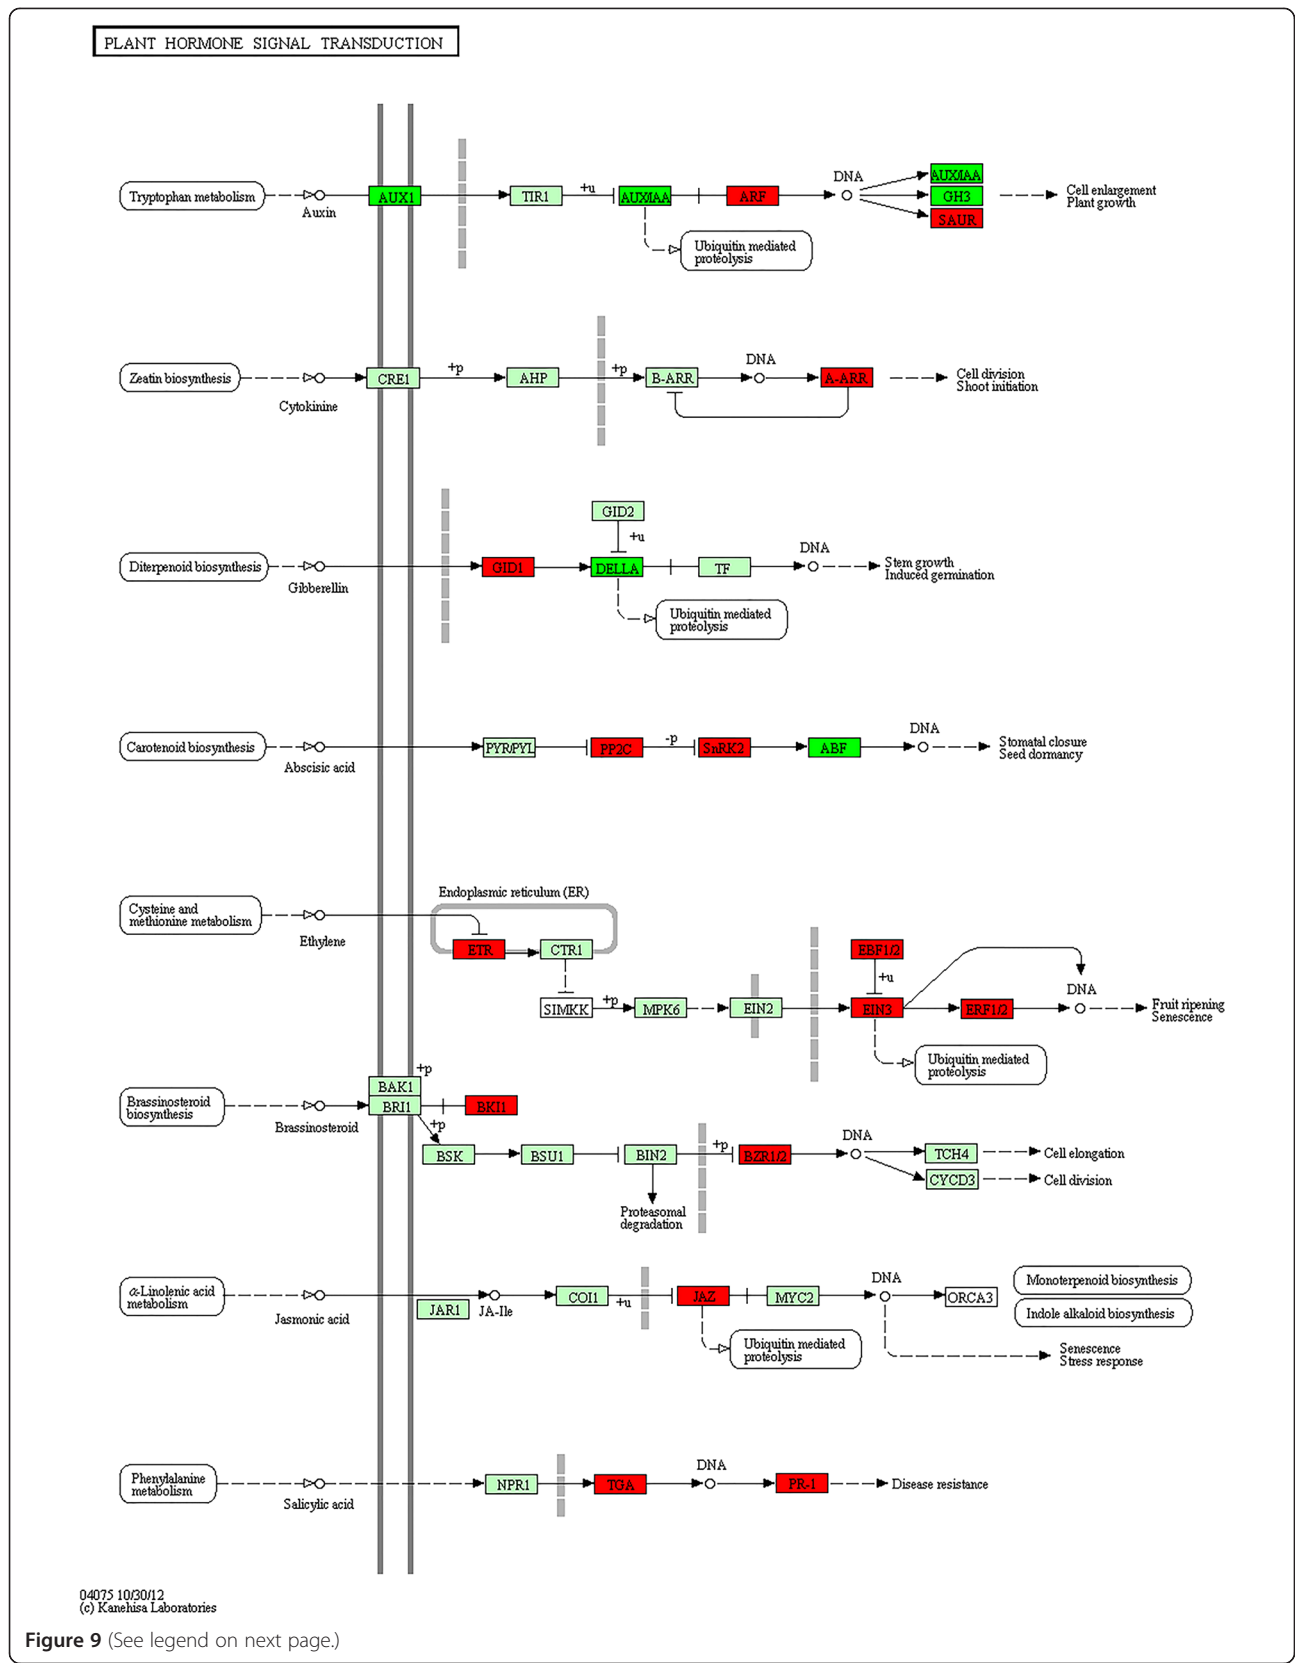 PLANT HORMONE SIGNAL TRANSDUCTION
Tryptophan metabolism
Auxin
AUX1
TIR1
+u
AUX/IAA
ARF
DNA
AUX/IAA
GH3
SAUR
Cell enlargement
Plant growth
Ubiquitin mediated
proteolysis
Zeatin biosynthesis
Cytokinine
CRE1
+p
AHP
+p
B-ARR
DNA
A-ARR
Cell division
Shoot initiation
GID2
+u
Diterpenoid biosynthesis
Gibberellin
GID1
DELLA
TF
DNA
Stem growth
Induced germination
Ubiquitin mediated
proteolysis
Carotenoid biosynthesis
Abscisic acid
PYR/PYL
PP2C
-p
SnRK2
ABF
DNA
Stomatal closure
Seed dormancy
Endoplasmic reticulum (ER)
Cysteine and
methionine metabolism
Ethylene
ETR
CTR1
EBF1/2
+u
SIMKK
+p
MPK6
EIN2
EIN3
ERF1/2
DNA
Fruit ripening
Senescence
Ubiquitin mediated
proteolysis
Brassinosteroid
biosynthesis
Brassinosteroid
BAK1
+p
BRI1
BKI1
+p
BSK
BSU1
BIN2
+p
BZR1/2
DNA
TCH4
Cell elongation
CYCD3
Cell division
Proteasomal
degradation
α-Linolenic acid
metabolism
Jasmonic acid
JAR1
JA-Ile
COI1
+u
JAZ
MYC2
DNA
ORCA3
Monoterpenoid biosynthesis
Indole alkaloid biosynthesis
Ubiquitin mediated
proteolysis
Senescence
Stress response
Phenylalanine
metabolism
Salicylic acid
NPR1
TGA
DNA
PR-1
Disease resistance
04075 10/30/12
(c) Kanehisa Laboratories
Figure 9 (See legend on next page.)